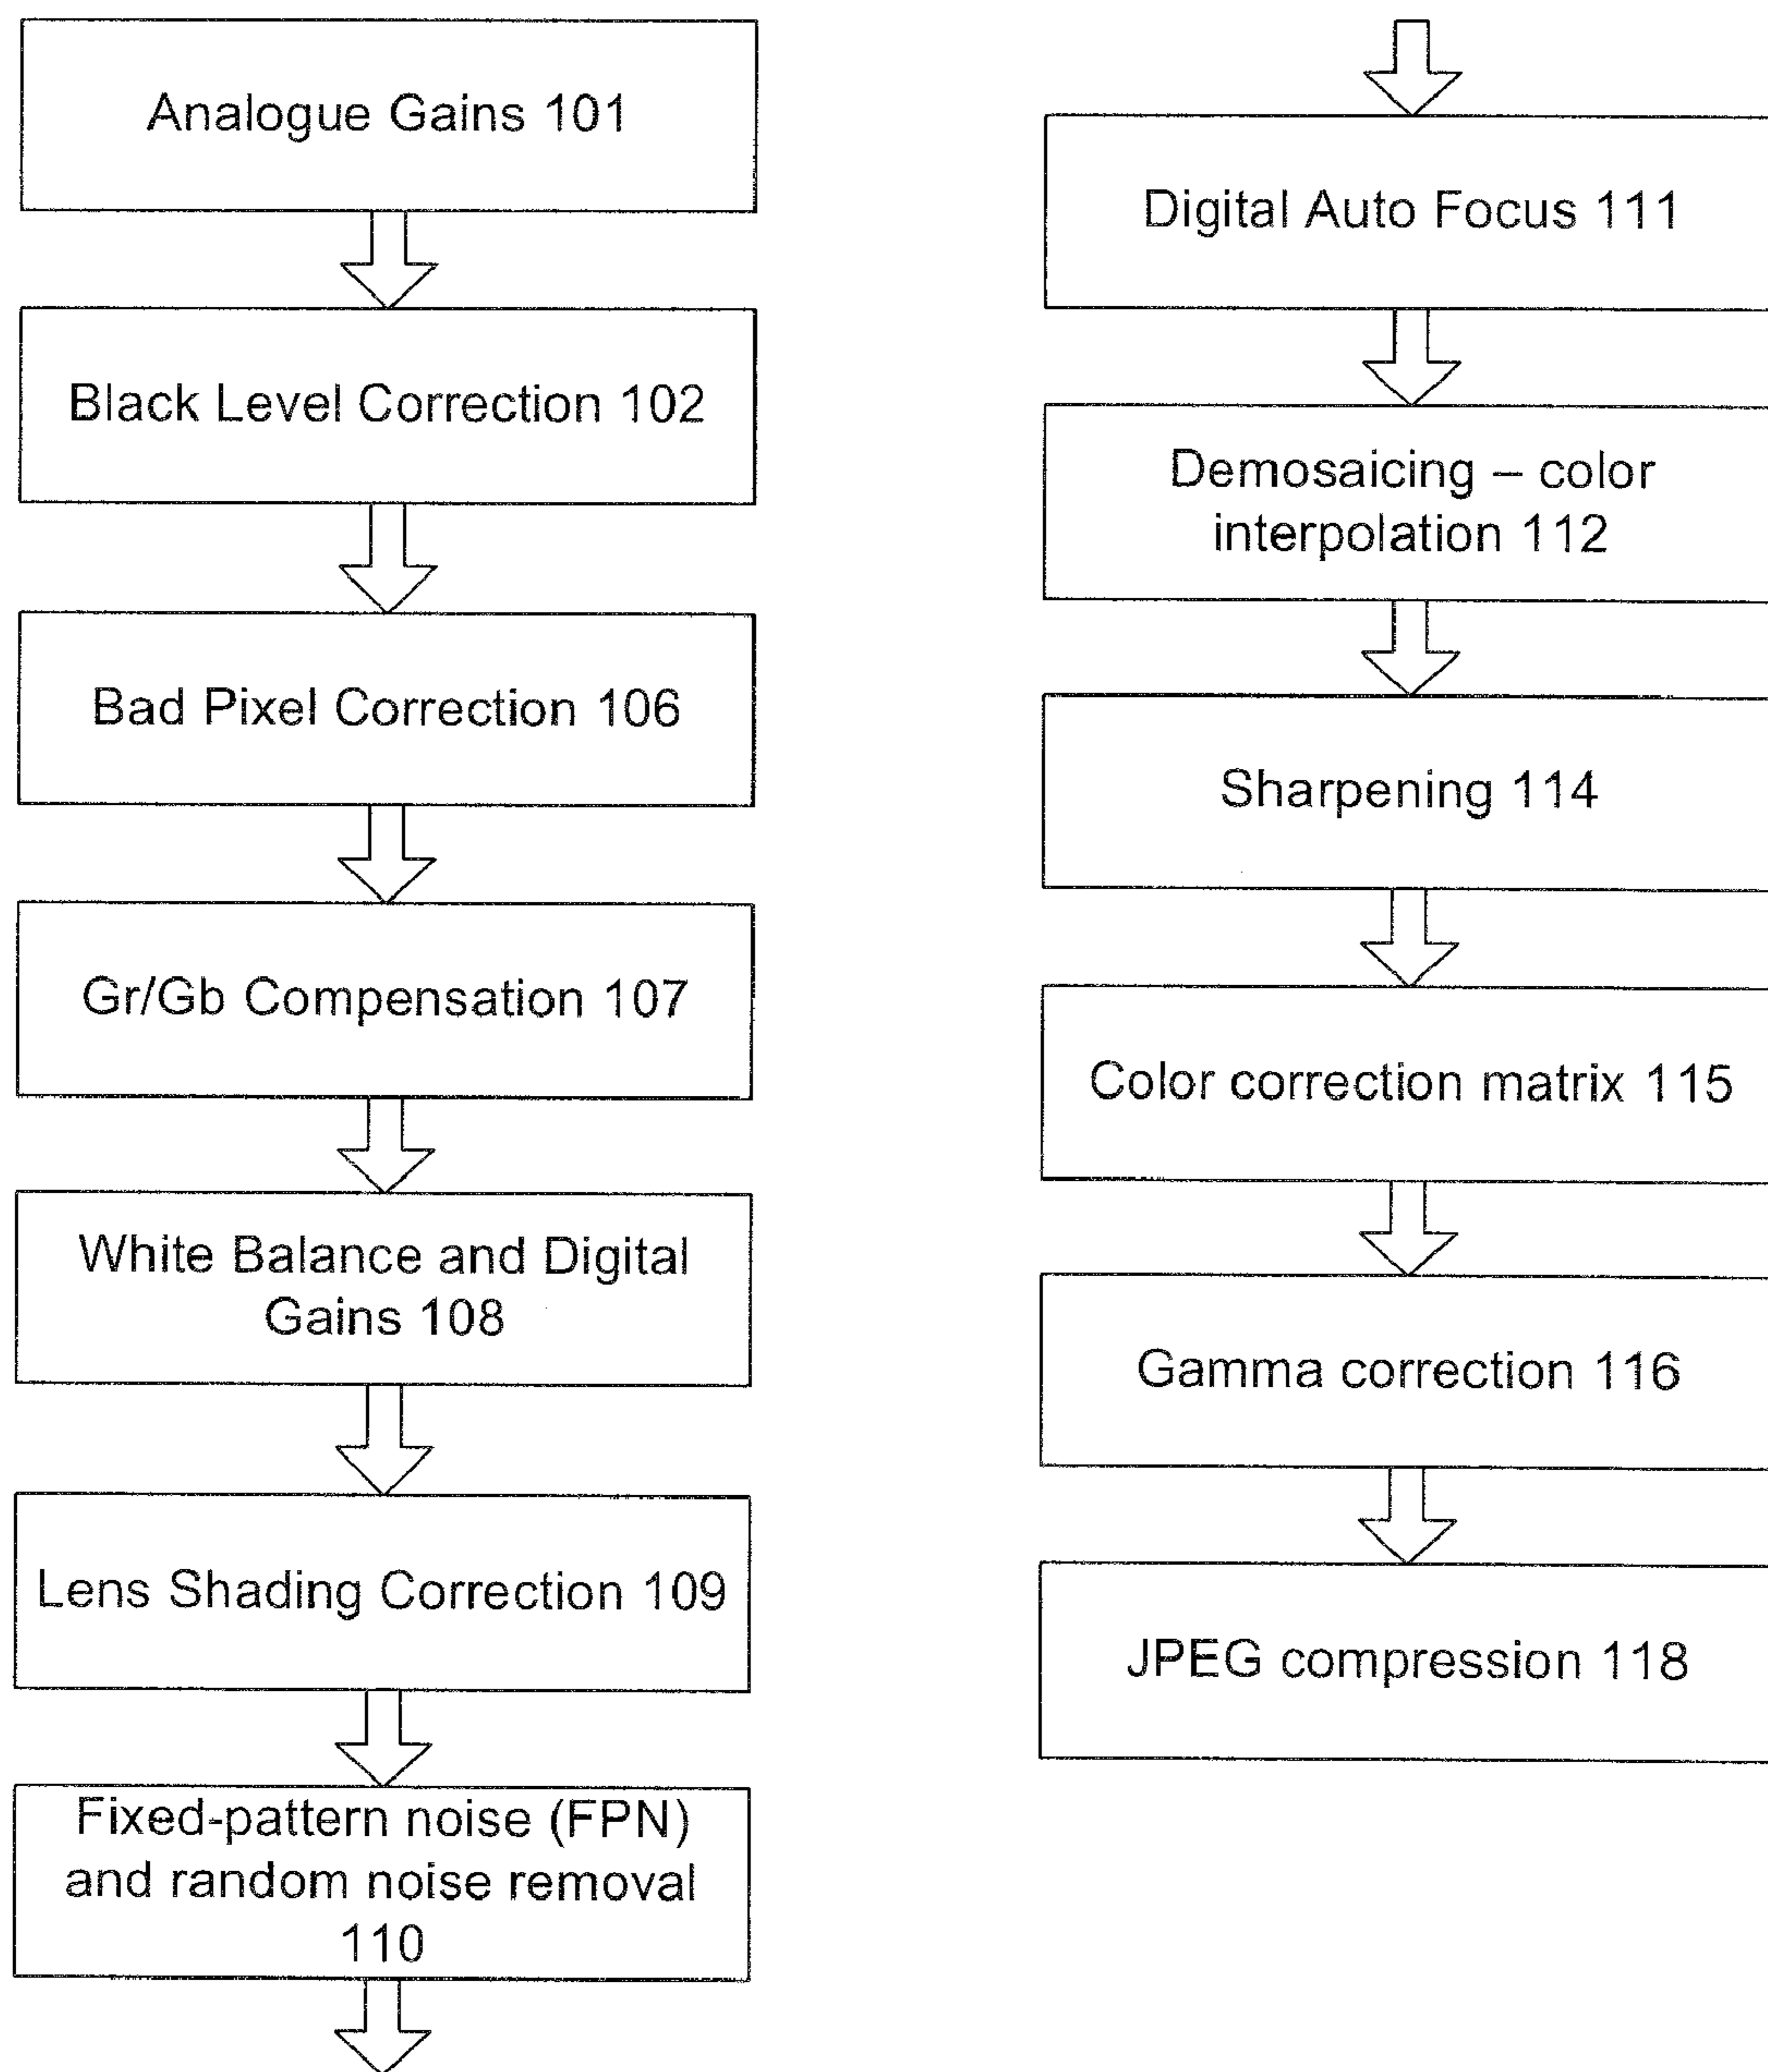 Analogue Gains 101
Black Level Correction 102
Bad Pixel Correction 106
Gr/Gb Compensation 107
White Balance and Digital
Gains 108
Lens Shading Correction 109
Fixed-pattern noise (FPN)
and random noise removal
110
Digital Auto Focus 111
Demosaicing – color
interpolation 112
Sharpening 114
Color correction matrix 115
Gamma correction 116
JPEG compression 118